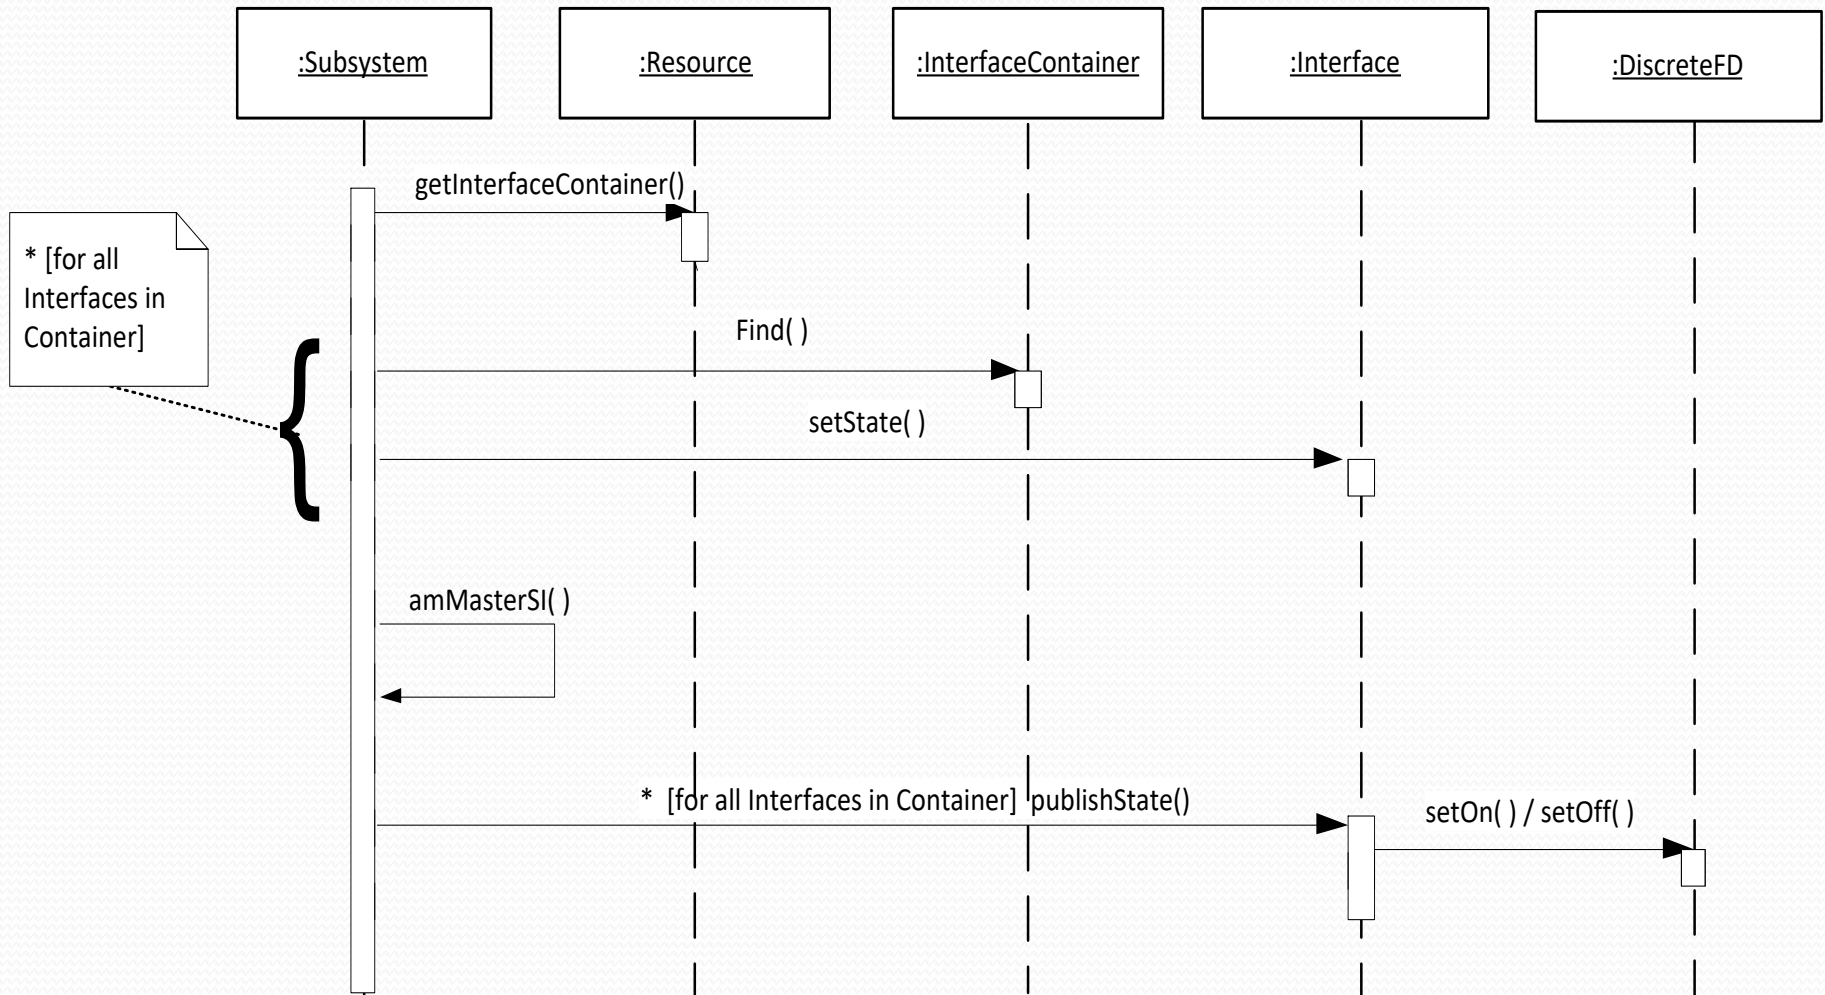 :Subsystem
:Resource
:InterfaceContainer
:Interface
:DiscreteFD
getInterfaceContainer()
* [for all
Interfaces in
Container]
Find( )
setState( )
amMasterSI( )
* [for all Interfaces in Container] publishState()
setOn( ) / setOff( )